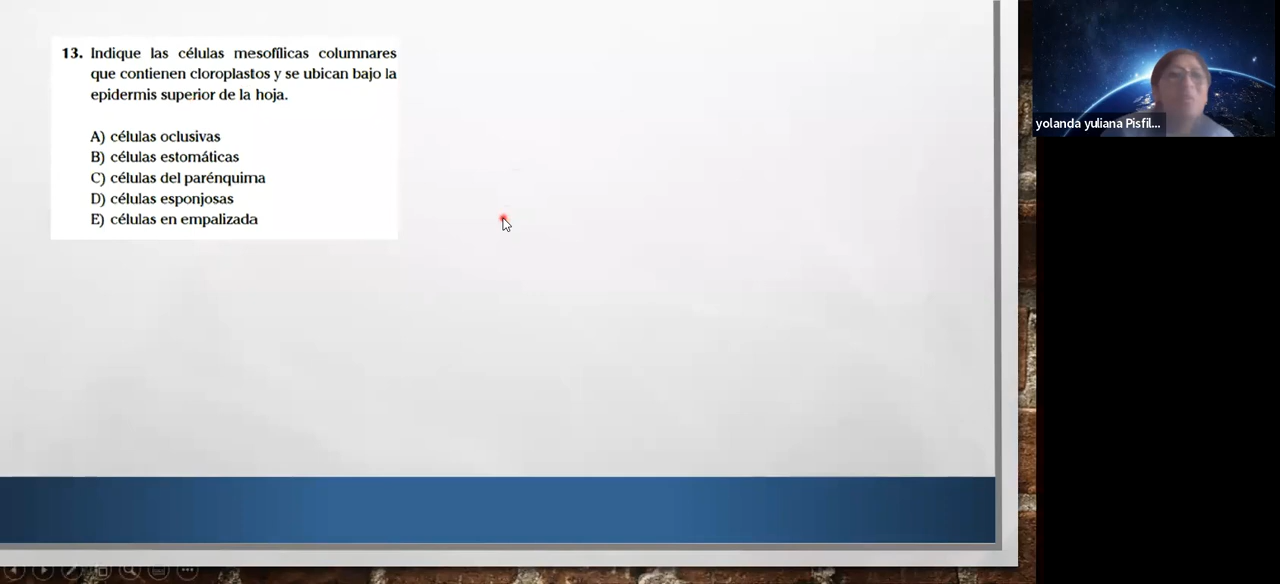 13. Indique las células mesofílicas columnares
que contienen cloroplastos y se ubican bajo la
epidermis superior de la hoja.
A) células oclusivas
B) células estomáticas
C) células del parénquima
D) células esponjosas
E) células en empalizada
yolanda yuliana Pisfil...